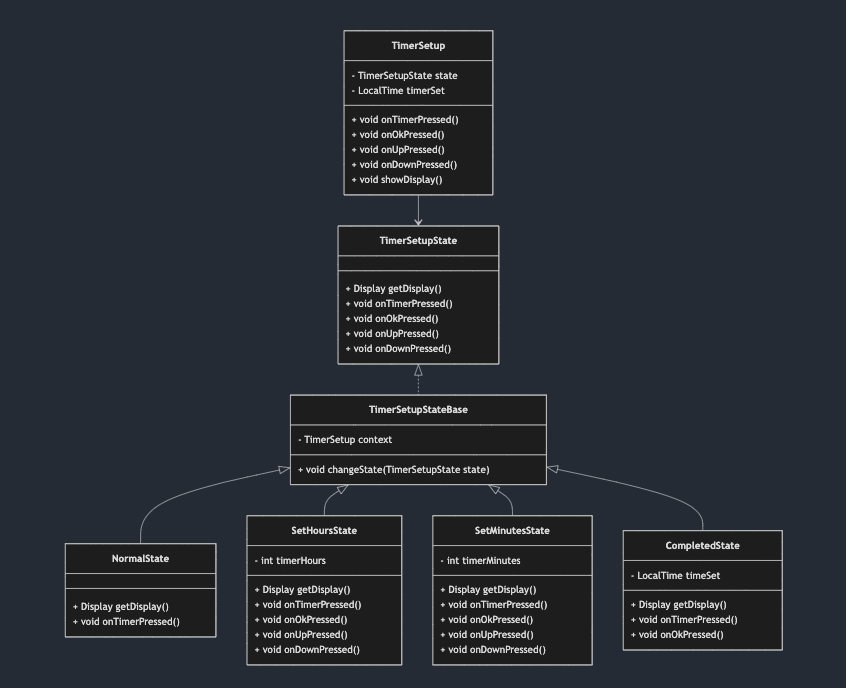 TimerSetup
- TimerSetupState state
- LocalTime timerSet
+ void onTimerPressed()
+ void onOkPressed()
+ void onUpPressed()
+ void onDownPressed()
+ void showDisplay()
TimerSetupState
+ Display getDisplay()
+ void onTimerPressed()
+ void onOkPressed()
+ void onUpPressed()
+ void onDownPressed()
TimerSetupStateBase
- TimerSetup context
+ void changeState(TimerSetupState state)
NormalState
+ Display getDisplay()
+ void onTimerPressed()
SetHoursState
- int timerHours
+ Display getDisplay()
+ void onTimerPressed()
+ void onOkPressed()
+ void onUpPressed()
+ void onDownPressed()
SetMinutesState
- int timerMinutes
+ Display getDisplay()
+ void onTimerPressed()
+ void onOkPressed()
+ void onUpPressed()
+ void onDownPressed()
CompletedState
- LocalTime timeSet
+ Display getDisplay()
+ void onTimerPressed()
+ void onOkPressed()